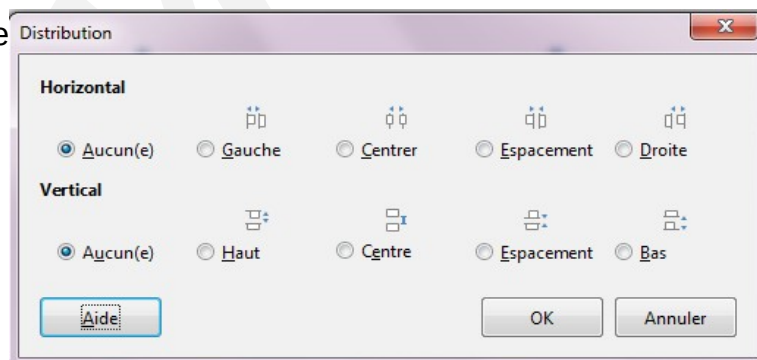 e
Distribution
Horizontal
Aucun(e) Gauche Centrer Espacement Droite
Vertical
Aucun(e) Haut Centre Espacement Bas
Aide OK Annuler